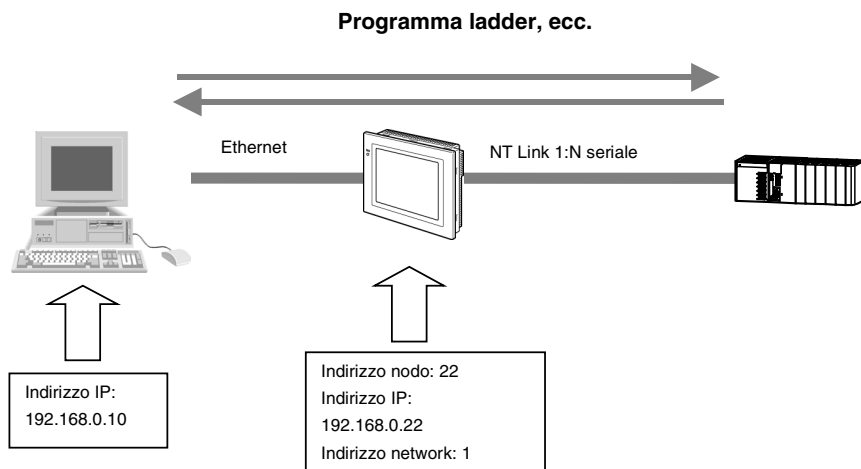 Programma ladder, ecc.
Ethernet
NT Link 1:N seriale
Indirizzo IP:
192.168.0.10
Indirizzo nodo: 22
Indirizzo IP:
192.168.0.22
Indirizzo network: 1